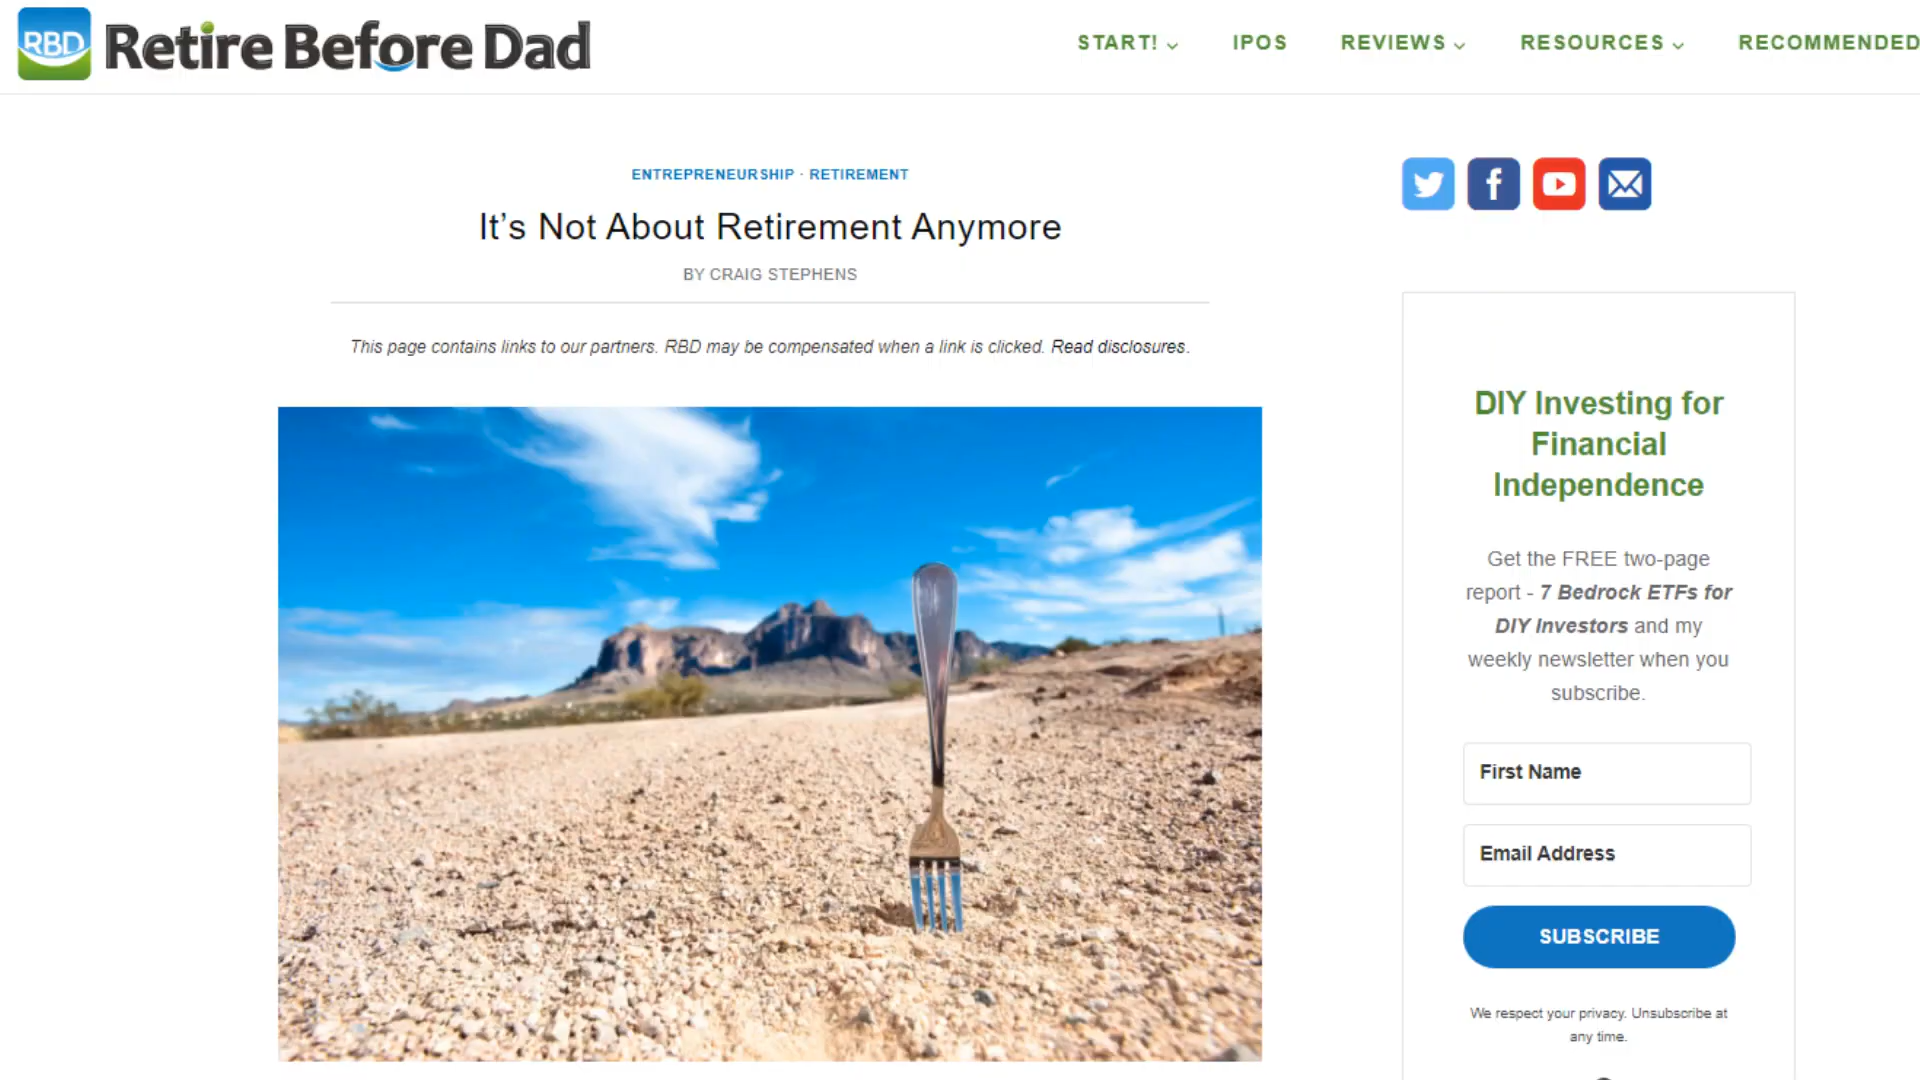 RBD Retire Before Dad
START! IPOS REVIEWS RESOURCES RECOMMENDED
ENTREPRENEURSHIP · RETIREMENT
It’s Not About Retirement Anymore
BY CRAIG STEPHENS
This page contains links to our partners. RBD may be compensated when a link is clicked. Read disclosures.
DIY Investing for
Financial
Independence
Get the FREE two-page
report - 7 Bedrock ETFs for
DIY Investors and my
weekly newsletter when you
subscribe.
First Name
Email Address
SUBSCRIBE
We respect your privacy. Unsubscribe at
any time.